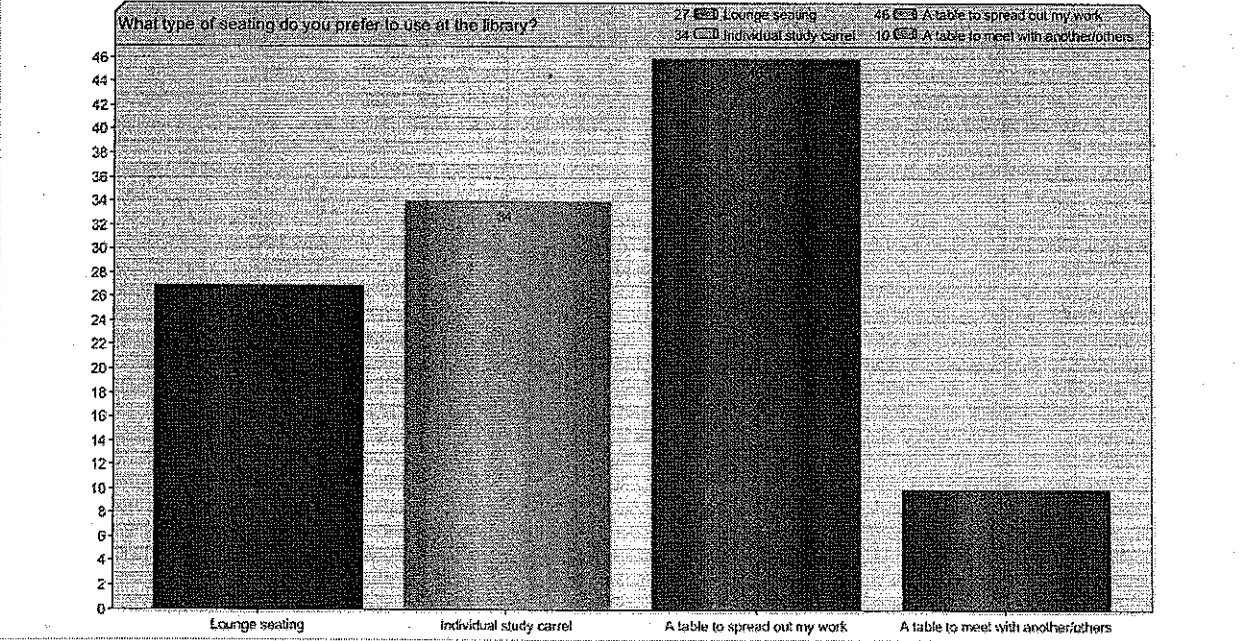 What type of seating do you prefer to use at the library?
27 Lounge seating
46 A table to spread out my work
34 Individual study carrel
10 A table to meet with another/others
46
44
42
40
38
36
34
32
30
28
26
24
22
20
18
16
14
12
10
8
6
4
2
0
34
Lounge seating
Individual study carrel
A table to spread out my work
A table to meet with another/others